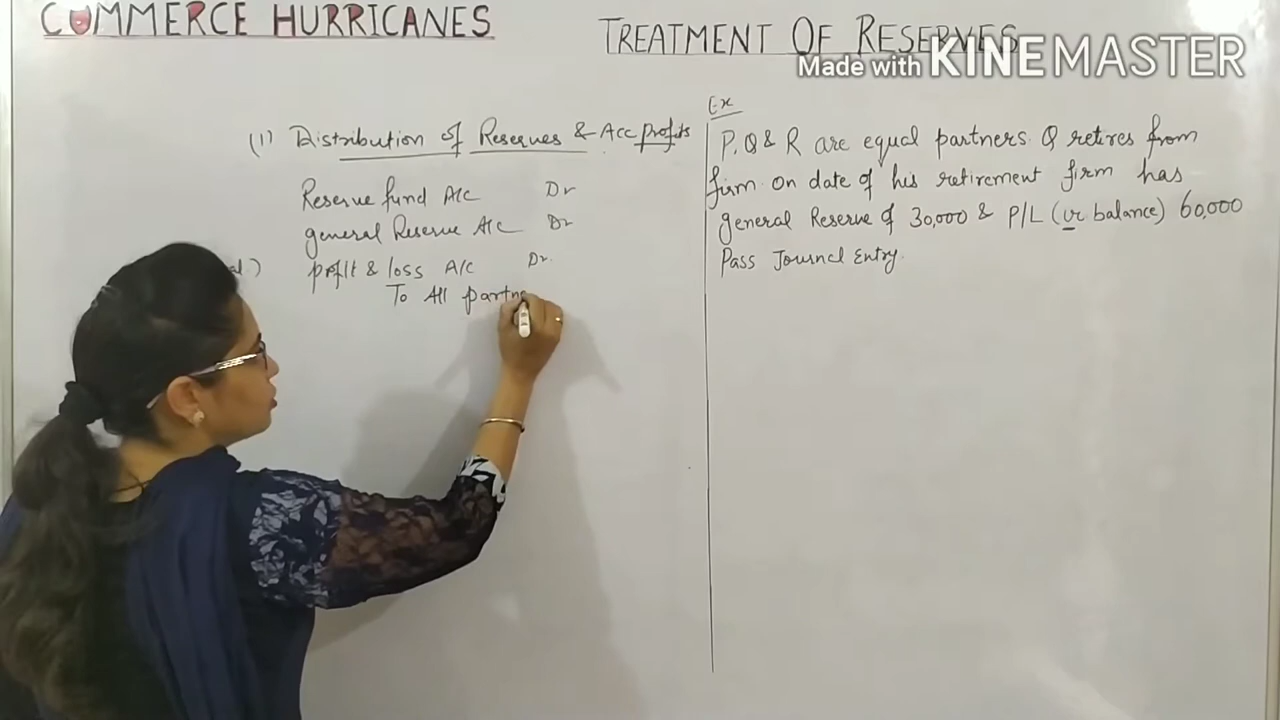 COMMERCE HURRICANES
TREATMENT OF RESERVES
Made with KINEMASTER
(1) Distribution of Reserves & Acc profits
Reserve fund A/C Dr
general Reserve A/C Dr
profit & loss A/C Dr.
To All partne
Ex
P, Q & R are equal partners. Q retires from
firm. On date of his retirement firm has
general Reserve of 30,000 & P/L (cr balance) 60,000
Pass Journal Entry.